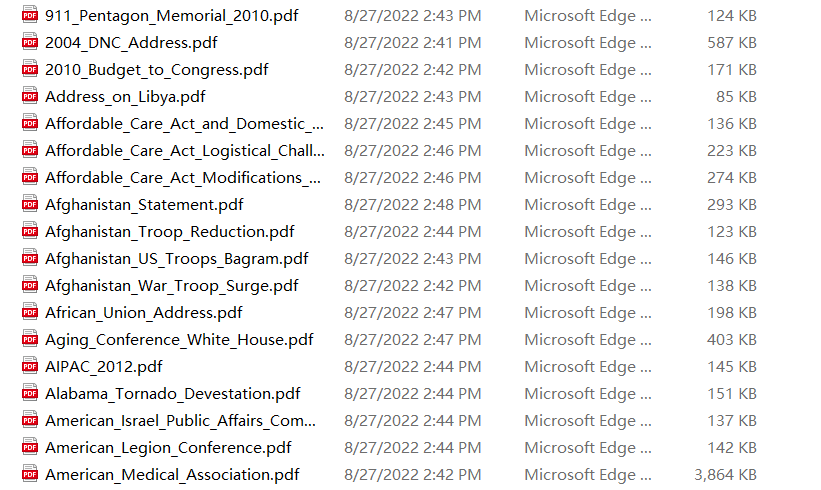 911_Pentagon_Memorial_2010.pdf 8/27/2022 2:43 PM Microsoft Edge ... 124 KB
2004_DNC_Address.pdf 8/27/2022 2:41 PM Microsoft Edge ... 587 KB
2010_Budget_to_Congress.pdf 8/27/2022 2:42 PM Microsoft Edge ... 171 KB
Address_on_Libya.pdf 8/27/2022 2:43 PM Microsoft Edge ... 85 KB
Affordable_Care_Act_and_Domestic_... 8/27/2022 2:45 PM Microsoft Edge ... 136 KB
Affordable_Care_Act_Logistical_Chall... 8/27/2022 2:46 PM Microsoft Edge ... 223 KB
Affordable_Care_Act_Modifications_... 8/27/2022 2:46 PM Microsoft Edge ... 274 KB
Afghanistan_Statement.pdf 8/27/2022 2:48 PM Microsoft Edge ... 293 KB
Afghanistan_Troop_Reduction.pdf 8/27/2022 2:44 PM Microsoft Edge ... 123 KB
Afghanistan_US_Troops_Bagram.pdf 8/27/2022 2:43 PM Microsoft Edge ... 146 KB
Afghanistan_War_Troop_Surge.pdf 8/27/2022 2:42 PM Microsoft Edge ... 138 KB
African_Union_Address.pdf 8/27/2022 2:47 PM Microsoft Edge ... 198 KB
Aging_Conference_White_House.pdf 8/27/2022 2:47 PM Microsoft Edge ... 403 KB
AIPAC_2012.pdf 8/27/2022 2:44 PM Microsoft Edge ... 145 KB
Alabama_Tornado_Devestation.pdf 8/27/2022 2:44 PM Microsoft Edge ... 151 KB
American_Israel_Public_Affairs_Com... 8/27/2022 2:44 PM Microsoft Edge ... 137 KB
American_Legion_Conference.pdf 8/27/2022 2:44 PM Microsoft Edge ... 142 KB
American_Medical_Association.pdf 8/27/2022 2:42 PM Microsoft Edge ... 3,864 KB